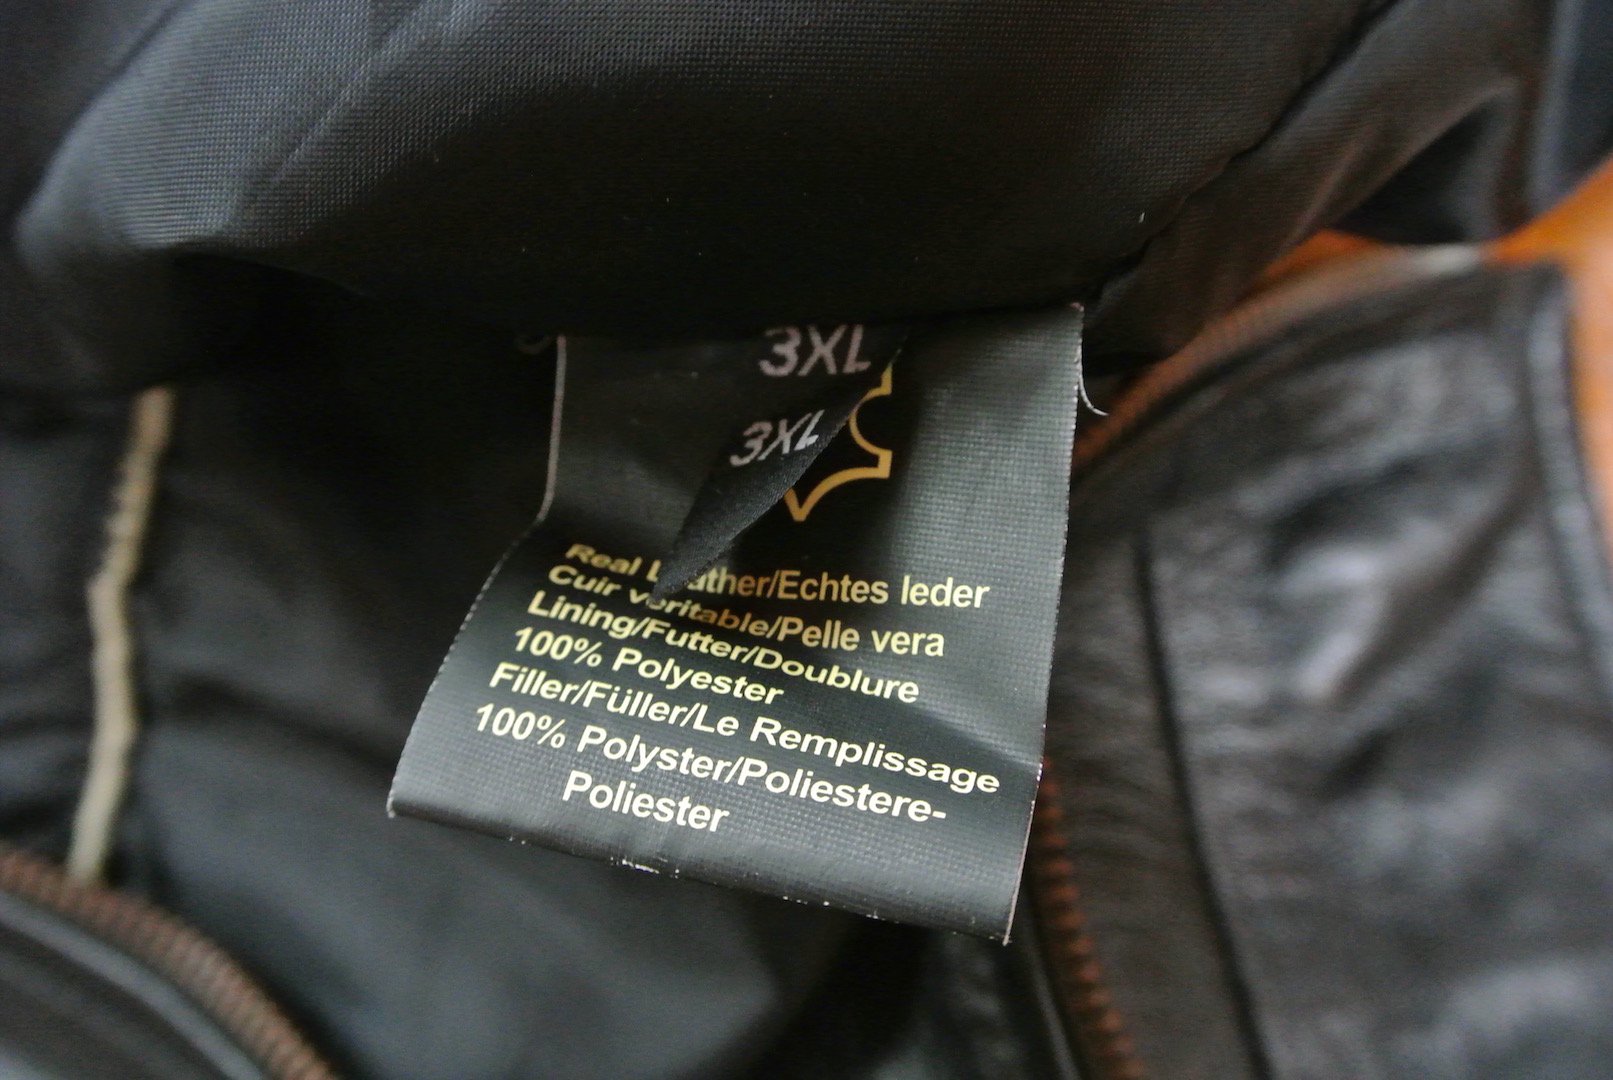 3XL
3XL
Real Leather/Echtes leder
Cuir veritable/Pelle vera
Lining/Futter/Doublure
100% Polyester
Filler/Füller/Le Remplissage
100% Polyster/Poliestere-
Poliester